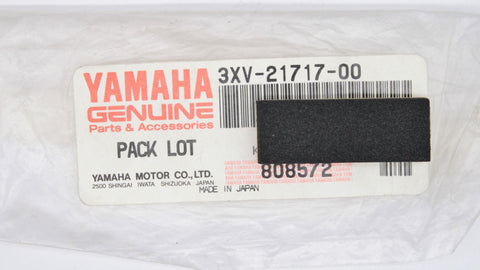 YAMAHA 3XV-21717-00
GENUINE
Parts & Accessories
PACK LOT
808572
YAMAHA MOTOR CO.,LTD.
2500 SHINGAI IWATA SHIZUOKA JAPAN
MADE IN JAPAN